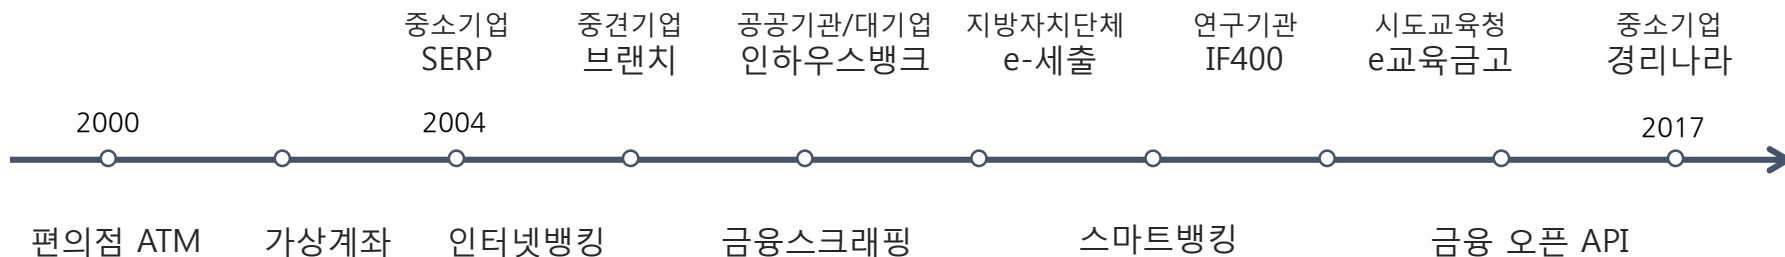 중소기업
SERP
중견기업
브랜치
공공기관/대기업
인하우스뱅크
지방자치단체
e-세출
연구기관
IF400
시도교육청
e교육금고
중소기업
경리나라
2000
2004
2017
편의점 ATM
가상계좌
인터넷뱅킹
금융스크래핑
스마트뱅킹
금융 오픈 API